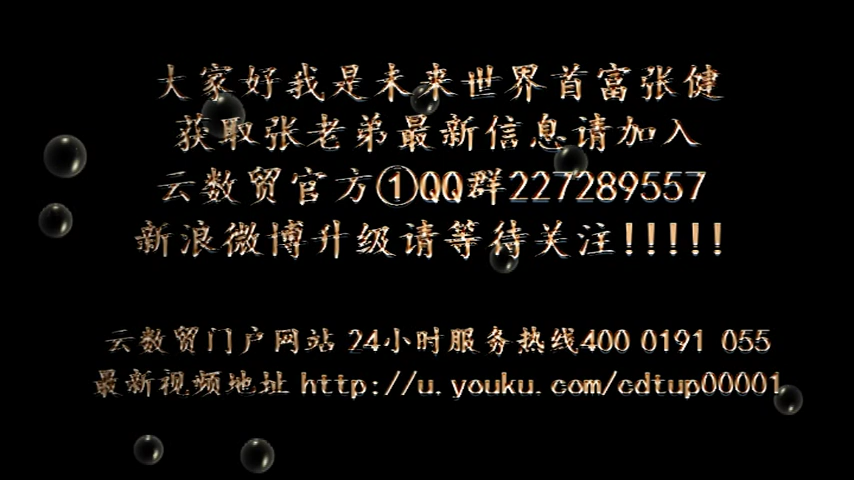 大家好我是未来世界首富张健
获取张老弟最新信息请加入
云数贸官方①QQ群227289557
新浪微博升级请等待关注!!!!!
云数贸门户网站 24小时服务热线400 0191 055
最新视频地址 http://u.youku.com/cdtup00001